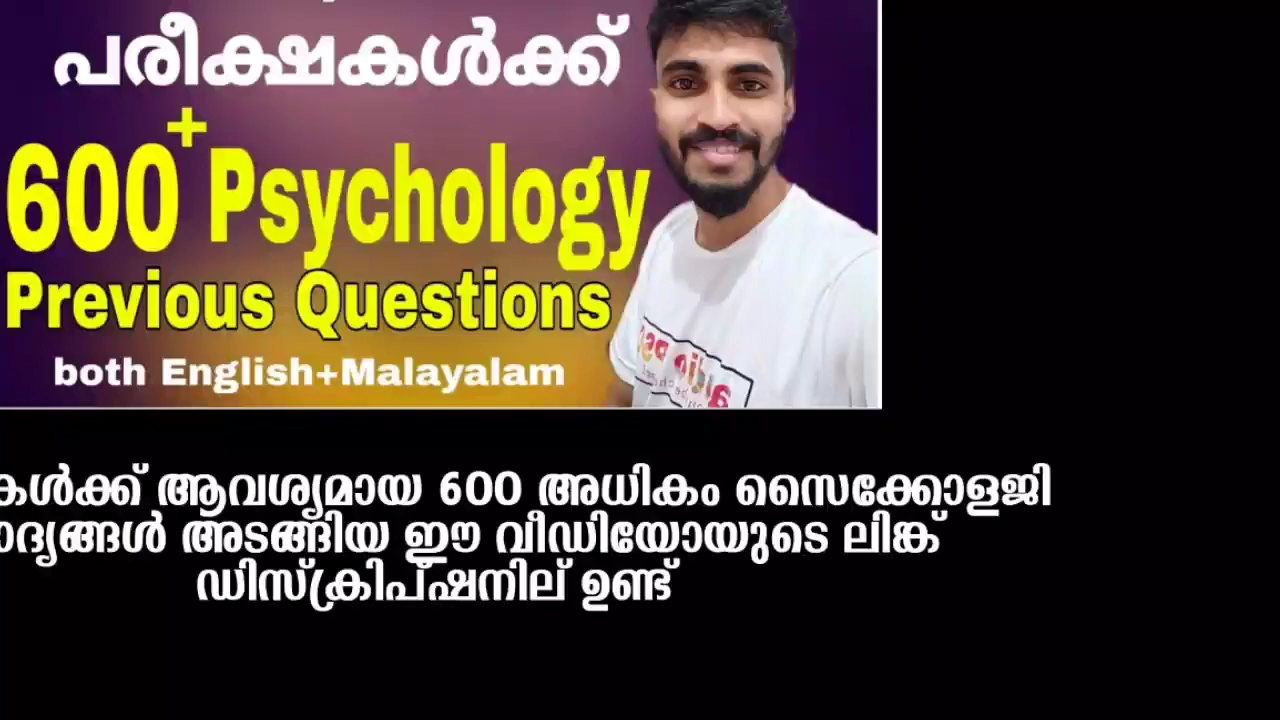 പരീക്ഷകൾക്ക്
600+ Psychology
Previous Questions
both English+Malayalam
കൾക്ക് ആവശ്യമായ 600 അധികം സൈക്കോളജി
ദ്യങ്ങൾ അടങ്ങിയ ഈ വീഡിയോയുടെ ലിങ്ക്
ഡിസ്ക്രിപ്ഷനില് ഉണ്ട്